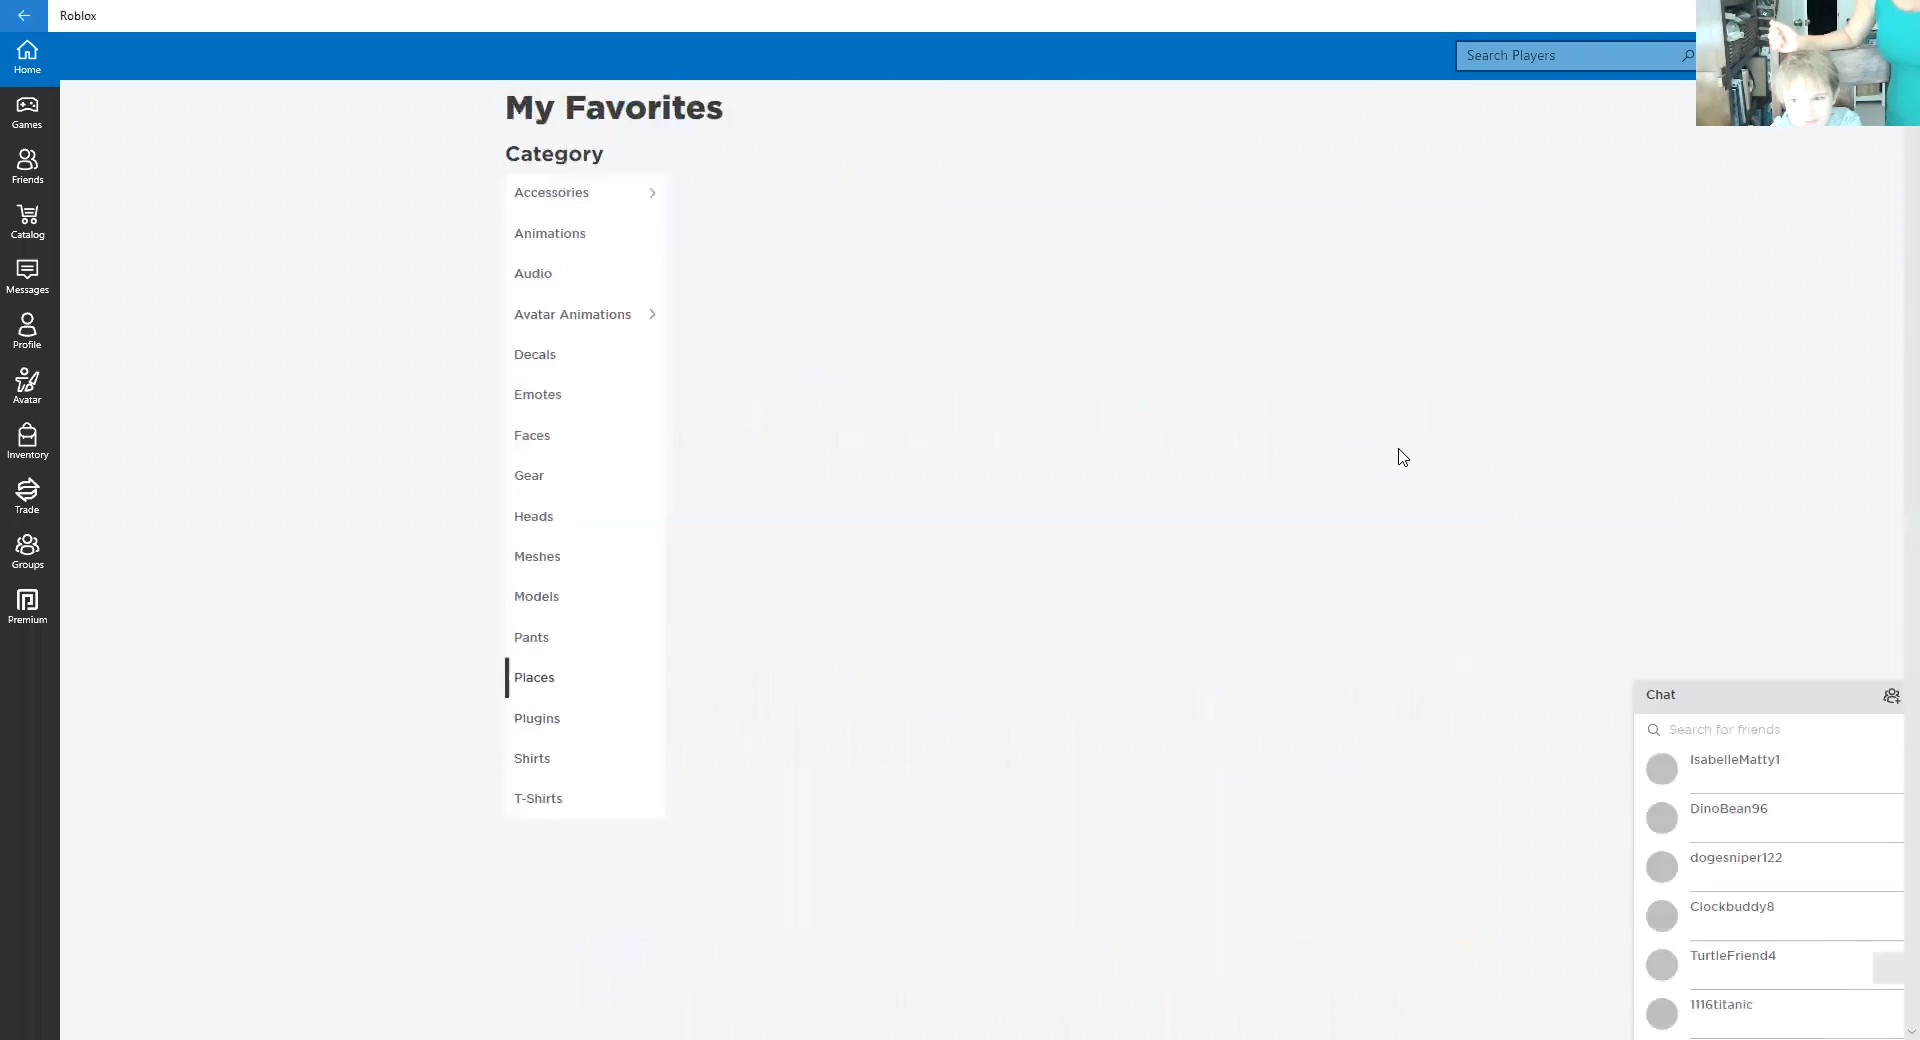 Roblox
Home
Search Players
Games
Friends
Catalog
Messages
Profile
Avatar
Inventory
Trade
Groups
Premium
My Favorites
Category
Accessories
Animations
Audio
Avatar Animations
Decals
Emotes
Faces
Gear
Heads
Meshes
Models
Pants
Places
Plugins
Shirts
T-Shirts
Chat
Search for friends
IsabelleMatty1
DinoBean96
dogesniper122
Clockbuddy8
TurtleFriend4
1116titanic